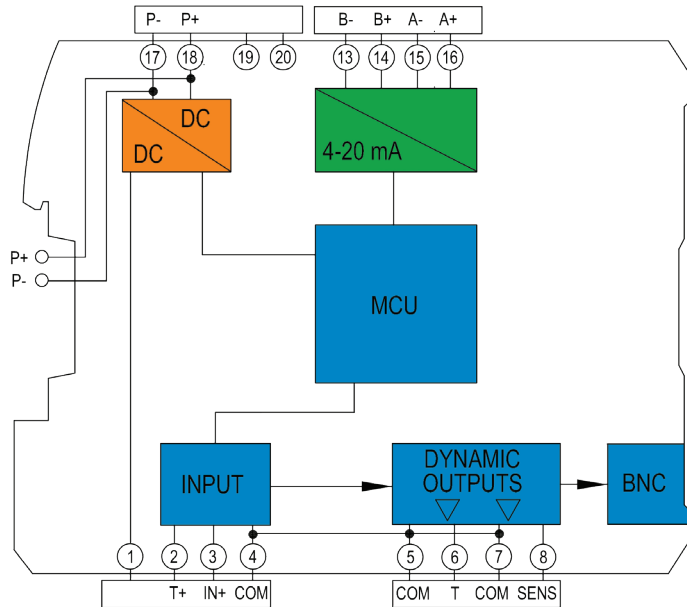 P- P+
B- B+ A- A+
17 18 19 20
13 14 15 16
DC
DC
4-20 mA
P+
P-
MCU
INPUT
DYNAMIC
OUTPUTS
BNC
1 2 3 4
5 6 7 8
T+ IN+ COM
COM T COM SENS